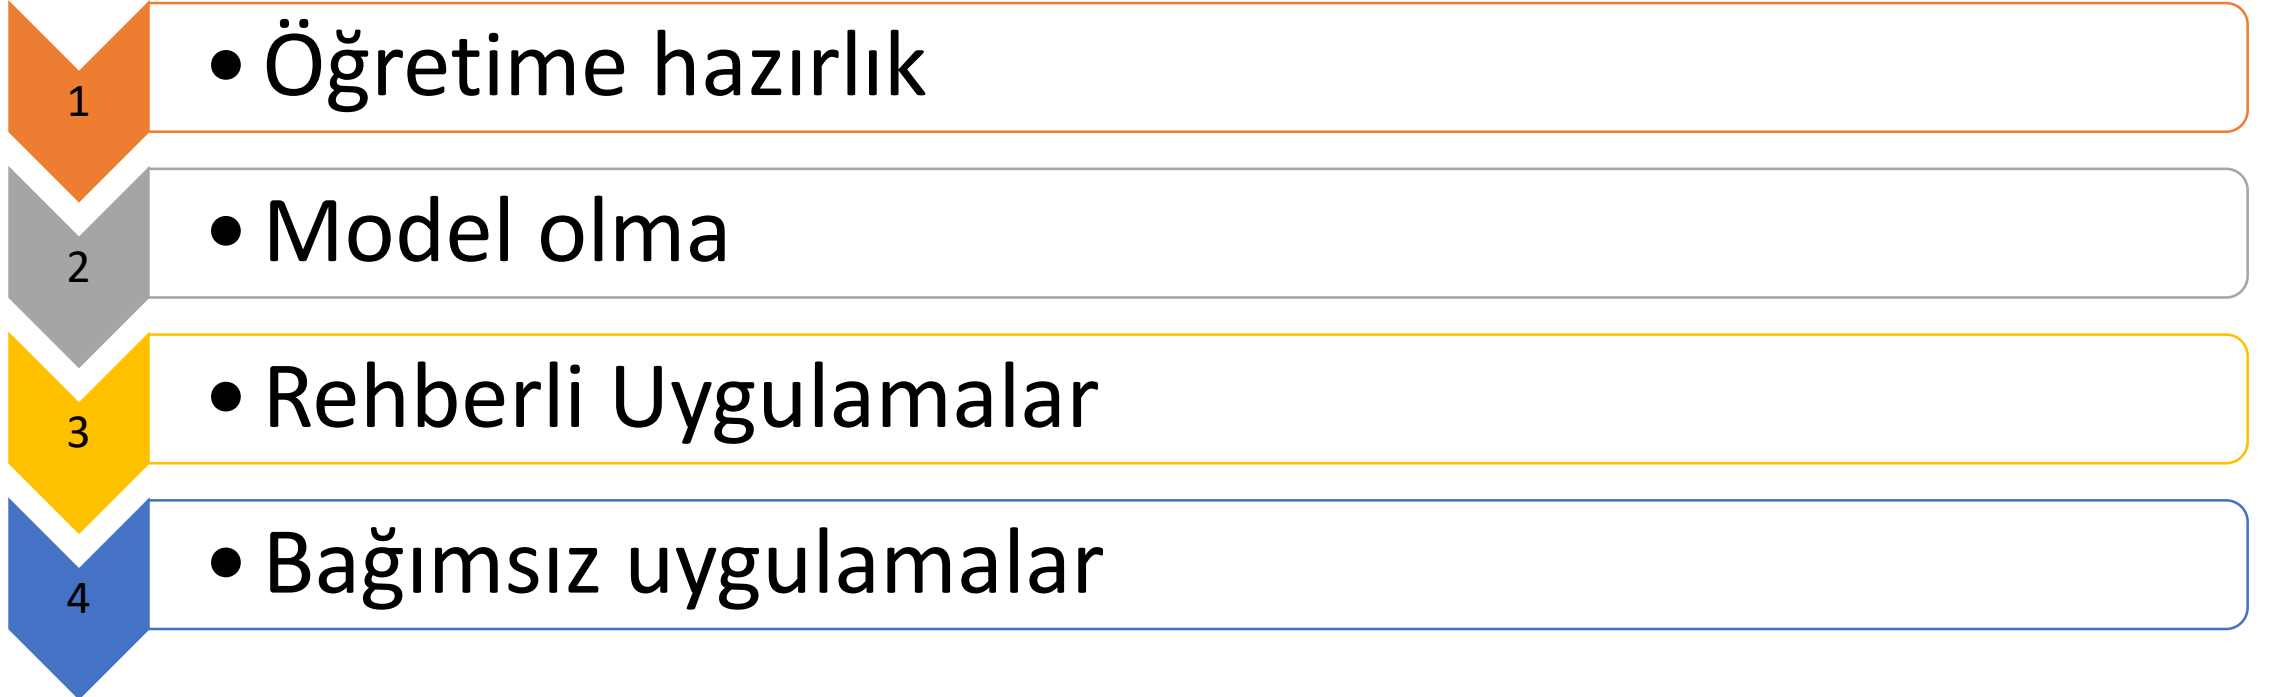 1
• Öğretime hazırlık
2
• Model olma
3
• Rehberli Uygulamalar
4
• Bağımsız uygulamalar